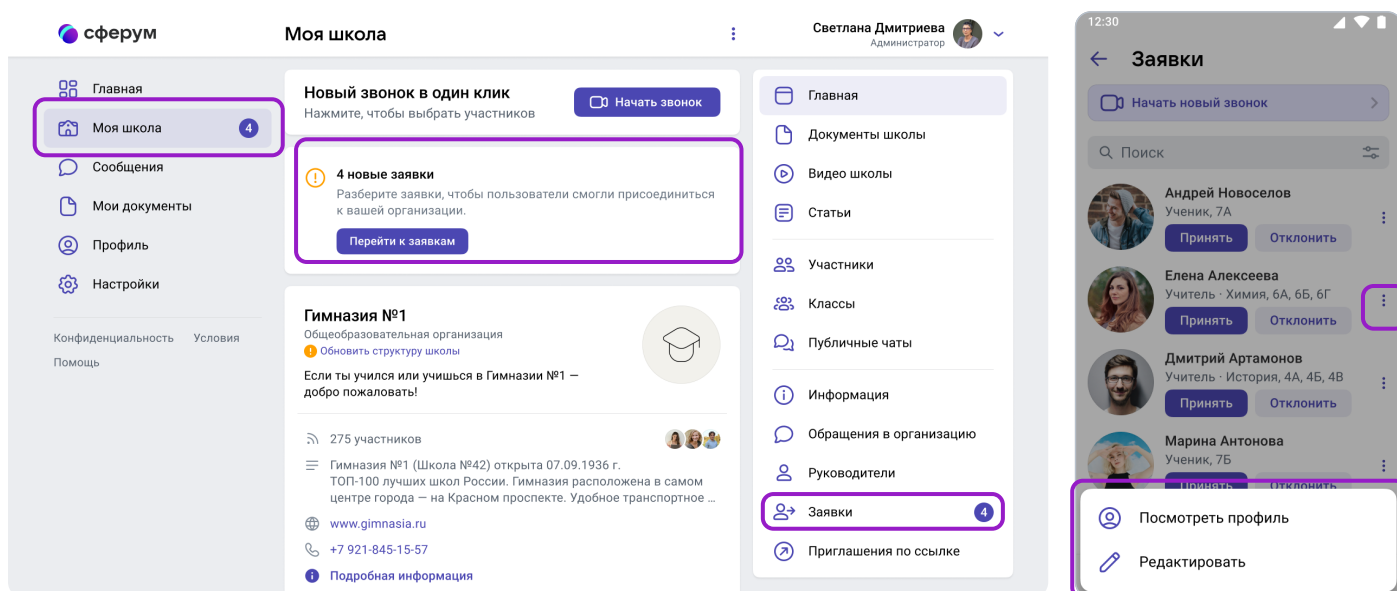 сферум
Моя школа
Светлана Дмитриева
Администратор
Главная
Моя школа
4
Сообщения
Мои документы
Профиль
Настройки
Конфиденциальность Условия
Помощь
Новый звонок в один клик
Нажмите, чтобы выбрать участников
Начать звонок
4 новые заявки
Разберите заявки, чтобы пользователи смогли присоединиться
к вашей организации.
Перейти к заявкам
Гимназия №1
Общеобразовательная организация
Обновить структуру школы
Если ты учился или учишься в Гимназии №1 —
добро пожаловать!
275 участников
Гимназия №1 (Школа №42) открыта 07.09.1936 г.
ТОП-100 лучших школ России. Гимназия расположена в самом
центре города — на Красном проспекте. Удобное транспортное ...
www.gimnasia.ru
+7 921-845-15-57
Подробная информация
Главная
Документы школы
Видео школы
Статьи
Участники
Классы
Публичные чаты
Информация
Обращения в организацию
Руководители
Заявки
4
Приглашения по ссылке
12:30
Заявки
Начать новый звонок
Поиск
Андрей Новоселов
Ученик, 7А
Принять Отклонить
Елена Алексеева
Учитель · Химия, 6А, 6Б, 6Г
Принять Отклонить
Дмитрий Артамонов
Учитель · История, 4А, 4Б, 4В
Принять Отклонить
Марина Антонова
Ученик, 7Б
Принять Отклонить
Посмотреть профиль
Редактировать